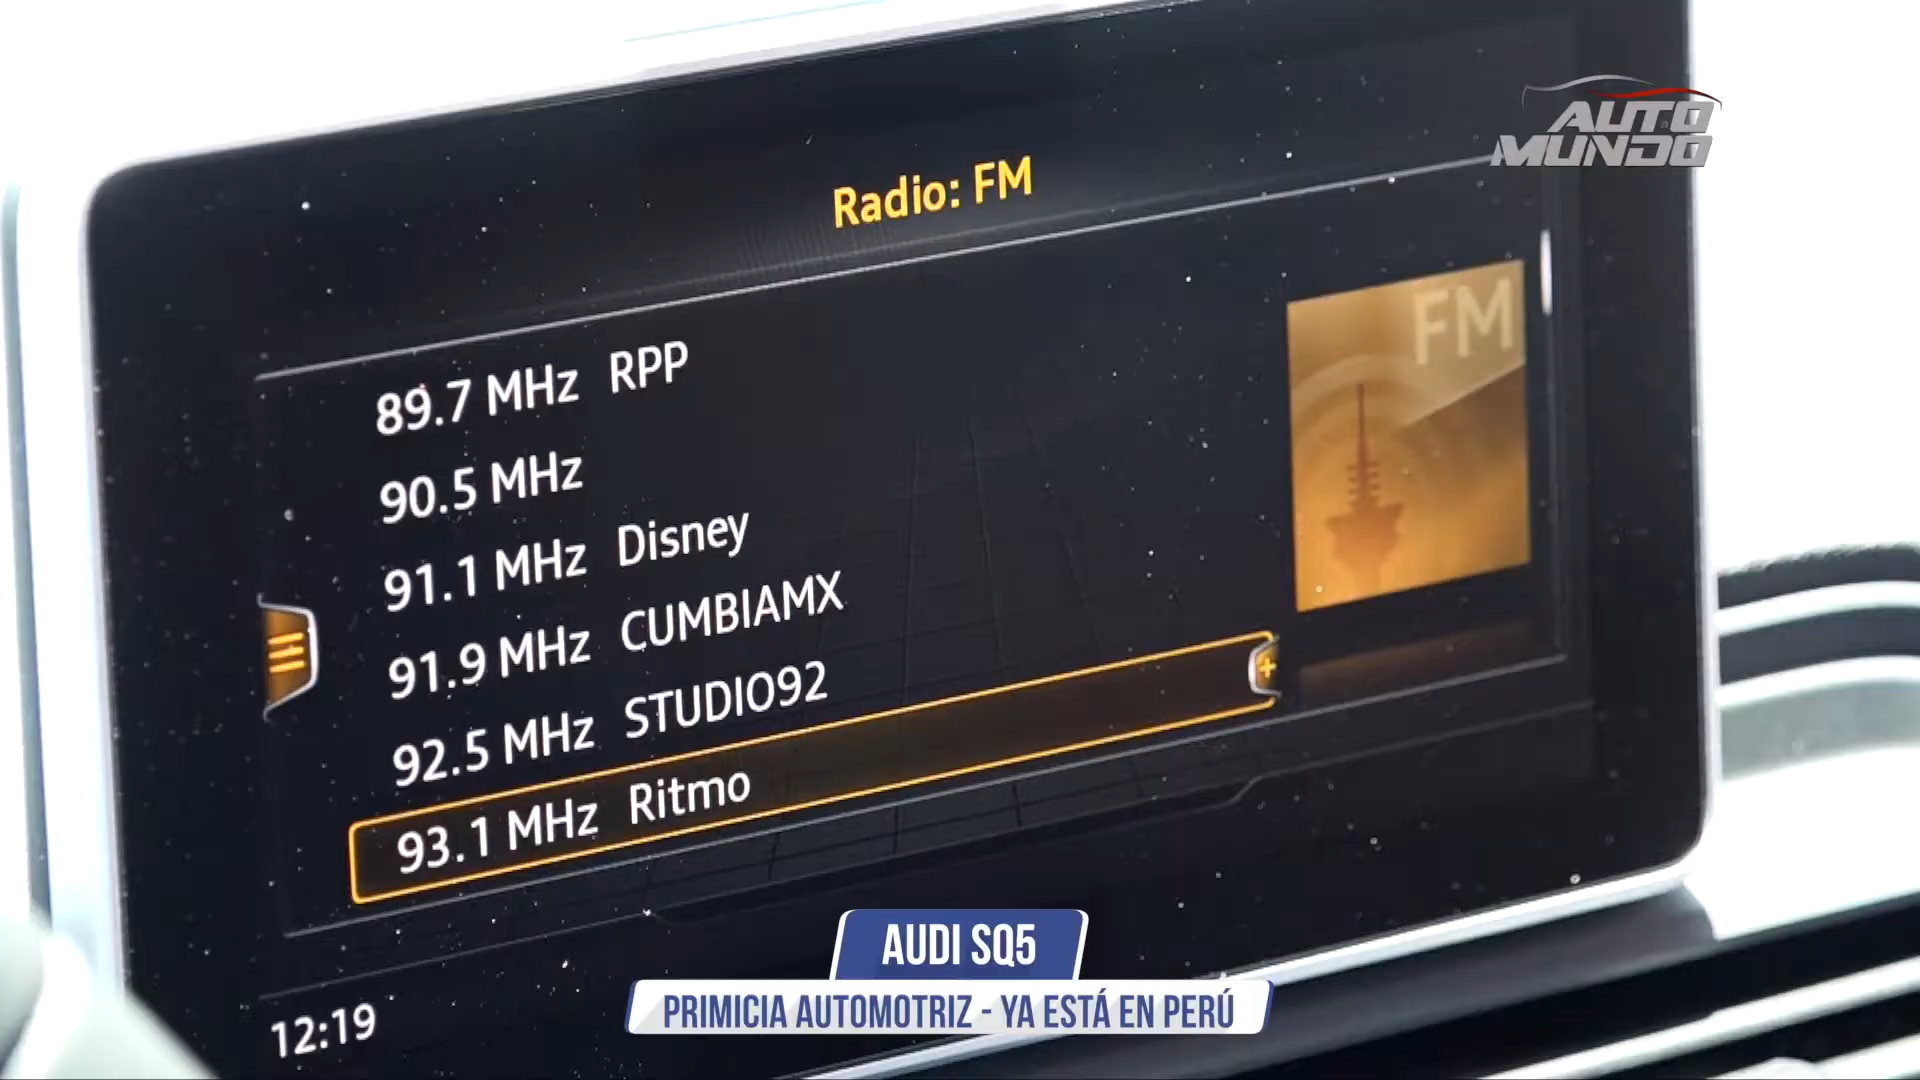 AUTO
MUNDO
Radio: FM
FM
89.7 MHz RPP
90.5 MHz
91.1 MHz Disney
91.9 MHz CUMBIAMX
92.5 MHz STUDIO92
93.1 MHz Ritmo
12:19
AUDI SQ5
PRIMICIA AUTOMOTRIZ - YA ESTÁ EN PERÚ